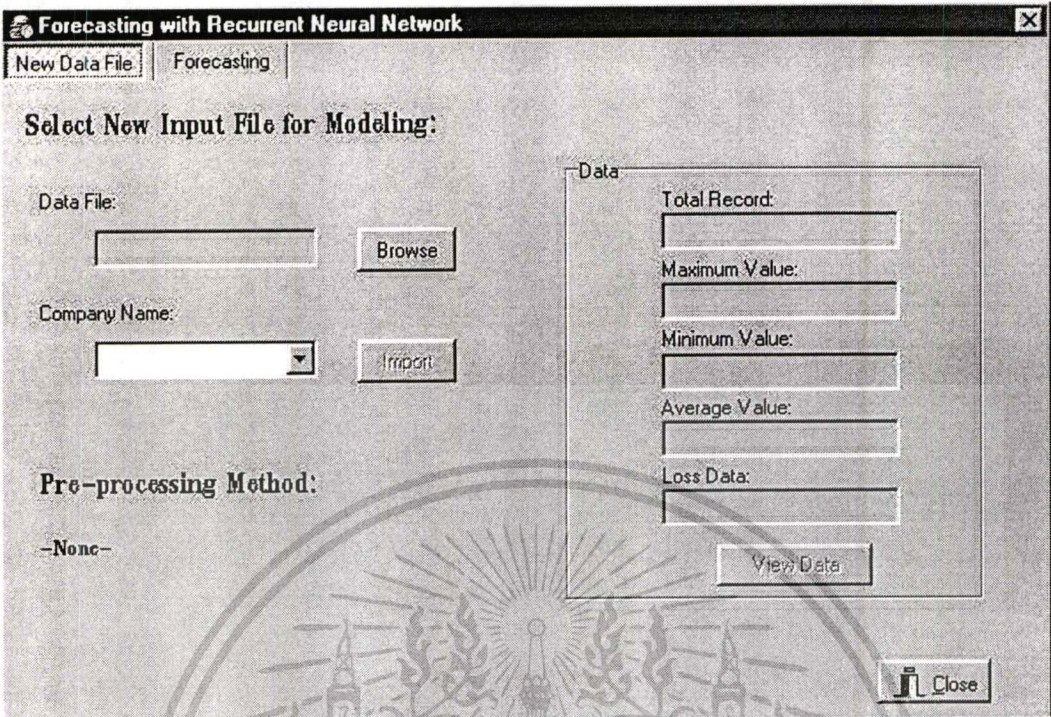 Forecasting with Recurrent Neural Network
New Data File
Forecasting
Select New Input File for Modeling:
Data File:
Browse
Company Name:
Import
Pre-processing Method:
-None-
Data
Total Record:
Maximum Value:
Minimum Value:
Average Value:
Loss Data:
View Data
Close